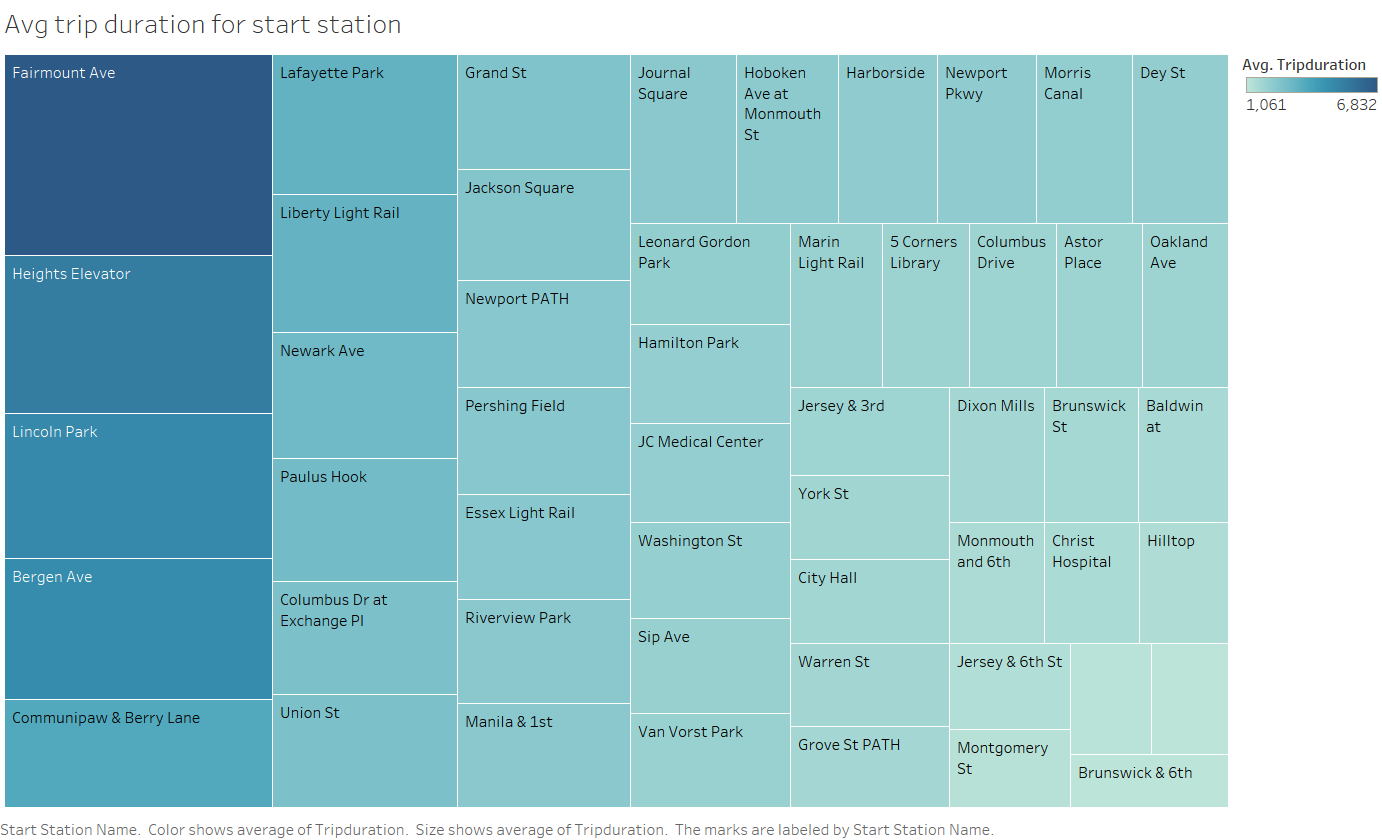 Avg trip duration for start station
Fairmount Ave
Heights Elevator
Lincoln Park
Bergen Ave
Communipaw & Berry Lane
Lafayette Park
Liberty Light Rail
Newark Ave
Paulus Hook
Columbus Dr at
Exchange Pl
Union St
Grand St
Jackson Square
Newport PATH
Pershing Field
Essex Light Rail
Riverview Park
Manila & 1st
Journal
Square
Hoboken
Ave at
Monmouth
St
Harborside
Newport
Pkwy
Morris
Canal
Dey St
Leonard Gordon
Park
Hamilton Park
JC Medical Center
Washington St
Sip Ave
Van Vorst Park
Marin
Light Rail
5 Corners
Library
Columbus
Drive
Astor
Place
Oakland
Ave
Jersey & 3rd
York St
City Hall
Warren St
Grove St PATH
Dixon Mills
Brunswick
St
Baldwin
at
Monmouth
and 6th
Christ
Hospital
Hilltop
Jersey & 6th St
Montgomery
St
Brunswick & 6th
Avg. Tripduration
1,061 6,832
Start Station Name. Color shows average of Tripduration. Size shows average of Tripduration. The marks are labeled by Start Station Name.